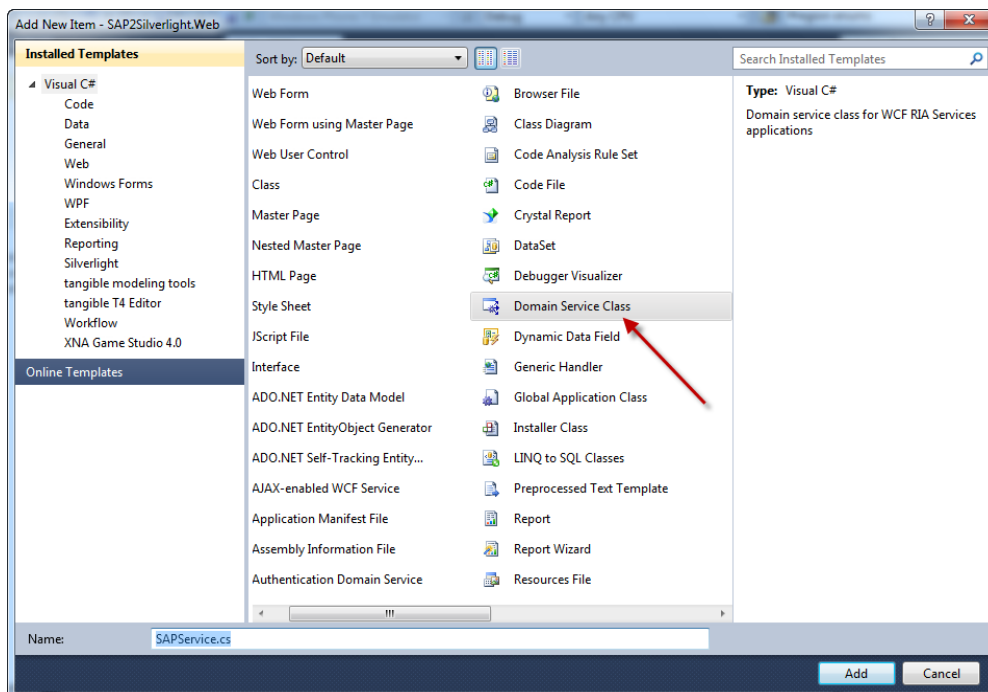 Add New Item - SAP2Silverlight.Web
Installed Templates
Visual C#
Code
Data
General
Web
Windows Forms
WPF
Extensibility
Reporting
Silverlight
tangible modeling tools
tangible T4 Editor
Workflow
XNA Game Studio 4.0
Online Templates
Sort by: Default
Web Form
Web Form using Master Page
Web User Control
Class
Master Page
Nested Master Page
HTML Page
Style Sheet
JScript File
Interface
ADO.NET Entity Data Model
ADO.NET EntityObject Generator
ADO.NET Self-Tracking Entity...
AJAX-enabled WCF Service
Application Manifest File
Assembly Information File
Authentication Domain Service
Browser File
Class Diagram
Code Analysis Rule Set
Code File
Crystal Report
DataSet
Debugger Visualizer
Domain Service Class
Dynamic Data Field
Generic Handler
Global Application Class
Installer Class
LINQ to SQL Classes
Preprocessed Text Template
Report
Report Wizard
Resources File
Search Installed Templates
Type: Visual C#
Domain service class for WCF RIA Services
applications
Name: SAPService.cs
Add
Cancel